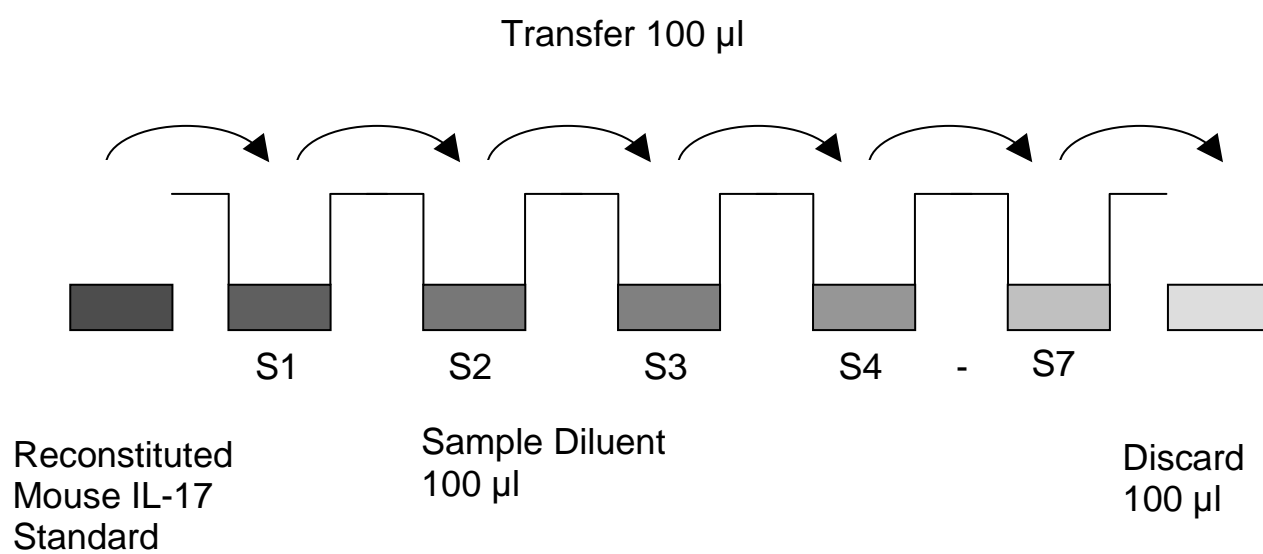 Transfer 100 µl
S1 S2 S3 S4 - S7
Reconstituted
Mouse IL-17
Standard
Sample Diluent
100 µl
Discard
100 µl